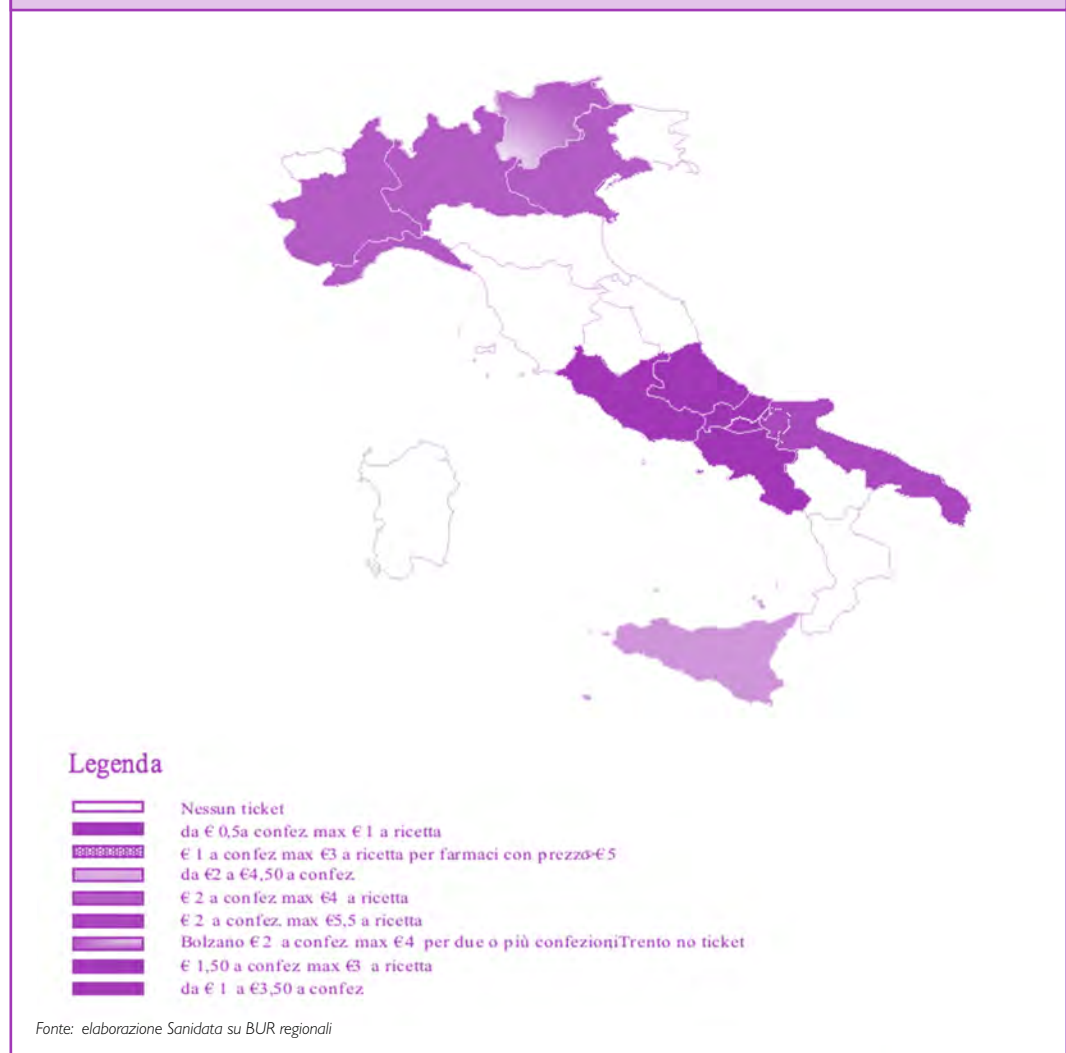 Legenda
Nessun ticket
da € 0,5a confez. max € 1 a ricetta
€ 1 a confez. max €3 a ricetta per farmaci con prezzo>€5
da €2 a €4,50 a confez.
€ 2 a confez. max €4 a ricetta
€ 2 a confez. max €5,5 a ricetta
Bolzano € 2 a confez. max €4 per due o più confezioniTrento no ticket
€ 1,50 a confez. max €3 a ricetta
da € 1 a €3,50 a confez.
Fonte: elaborazione Sanidata su BUR regionali